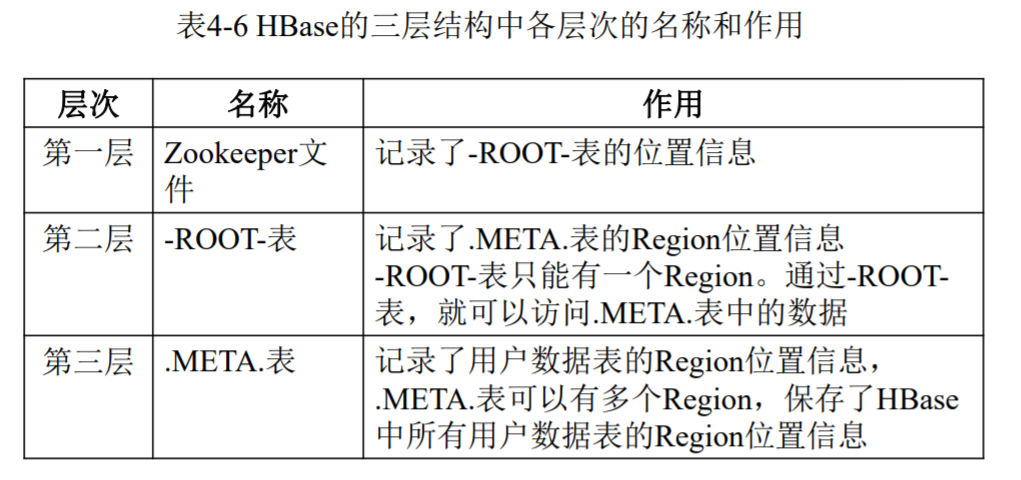 表4-6 HBase的三层结构中各层次的名称和作用
层次 名称 作用
第一层 Zookeeper文件 记录了-ROOT-表的位置信息
第二层 -ROOT-表 记录了.META.表的Region位置信息
-ROOT-表只能有一个Region。通过-ROOT-
表，就可以访问.META.表中的数据
第三层 .META.表 记录了用户数据表的Region位置信息，
.META.表可以有多个Region，保存了HBase
中所有用户数据表的Region位置信息